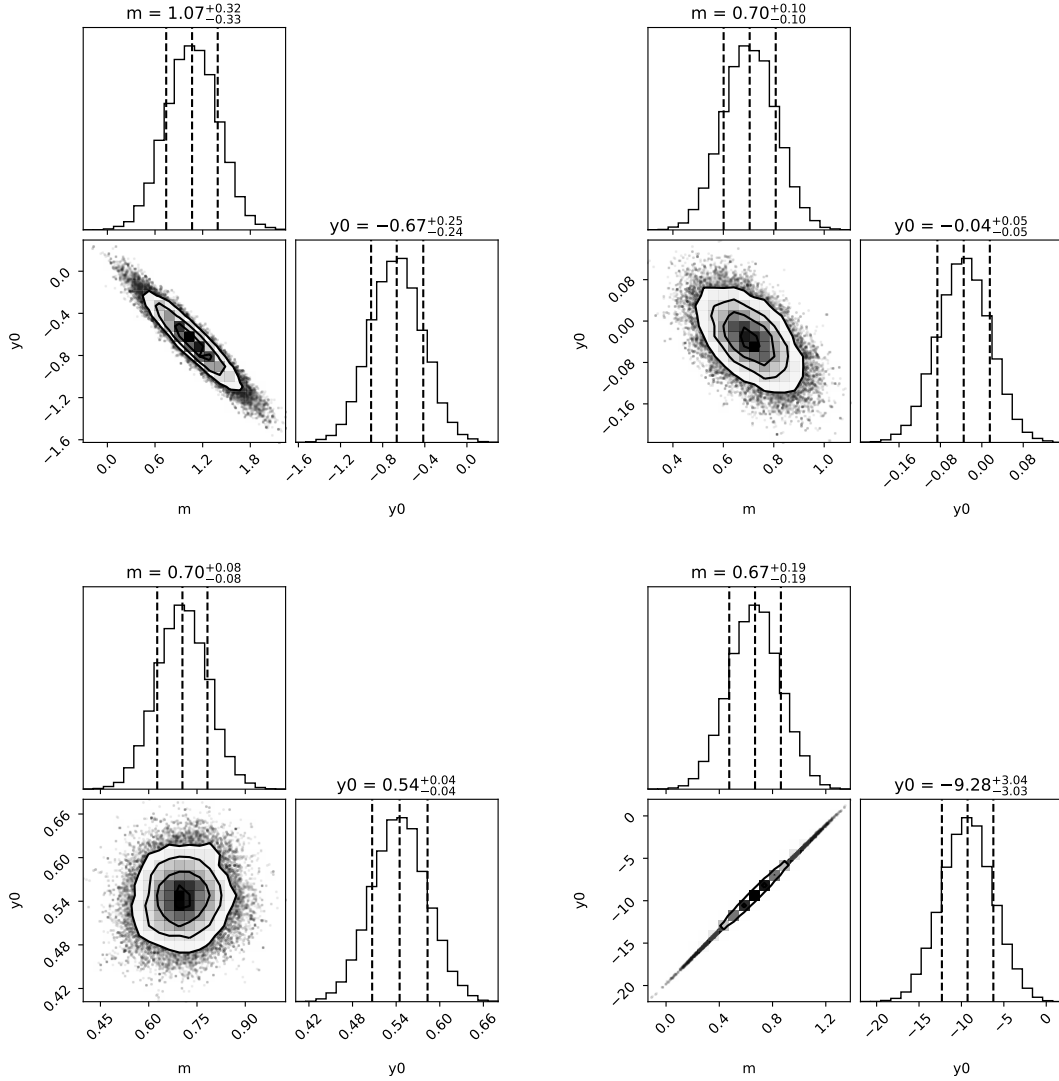 m = 1.07+0.32−0.33
y0 = −0.67+0.25−0.24
0.0
−0.4
−0.8
−1.2
−1.6
y0
0.0
0.6
1.2
1.8
m
−1.6
−1.2
−0.8
−0.4
0.0
y0
m = 0.70+0.10−0.10
y0 = −0.04+0.05−0.05
0.08
0.00
−0.08
−0.16
y0
0.4
0.6
0.8
1.0
m
−0.16
−0.08
0.00
0.08
y0
m = 0.70+0.08−0.08
y0 = 0.54+0.04−0.04
0.66
0.60
0.54
0.48
0.42
y0
0.45
0.60
0.75
0.90
m
0.42
0.48
0.54
0.60
0.66
y0
m = 0.67+0.19−0.19
y0 = −9.28+3.04−3.03
0
−5
−10
−15
−20
y0
0.0
0.4
0.8
1.2
m
−20
−15
−10
−5
0
y0